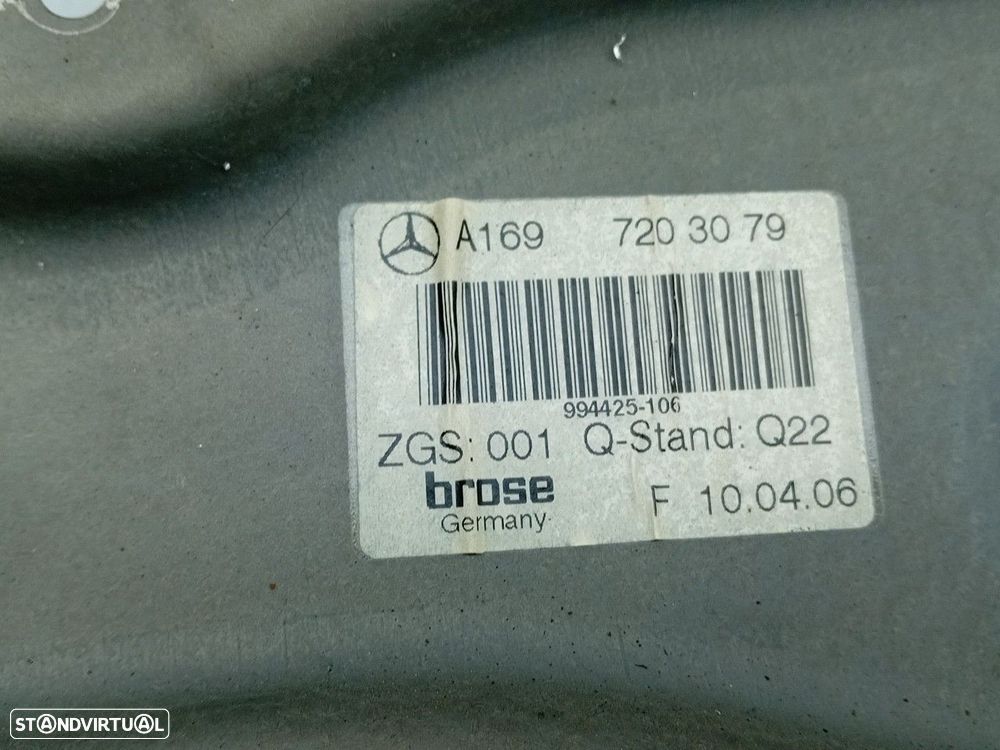 A169 720 30 79
994425-106
ZGS: 001 Q-Stand: Q22
brose F 10.04.06
Germany
STANDVIRTUAL